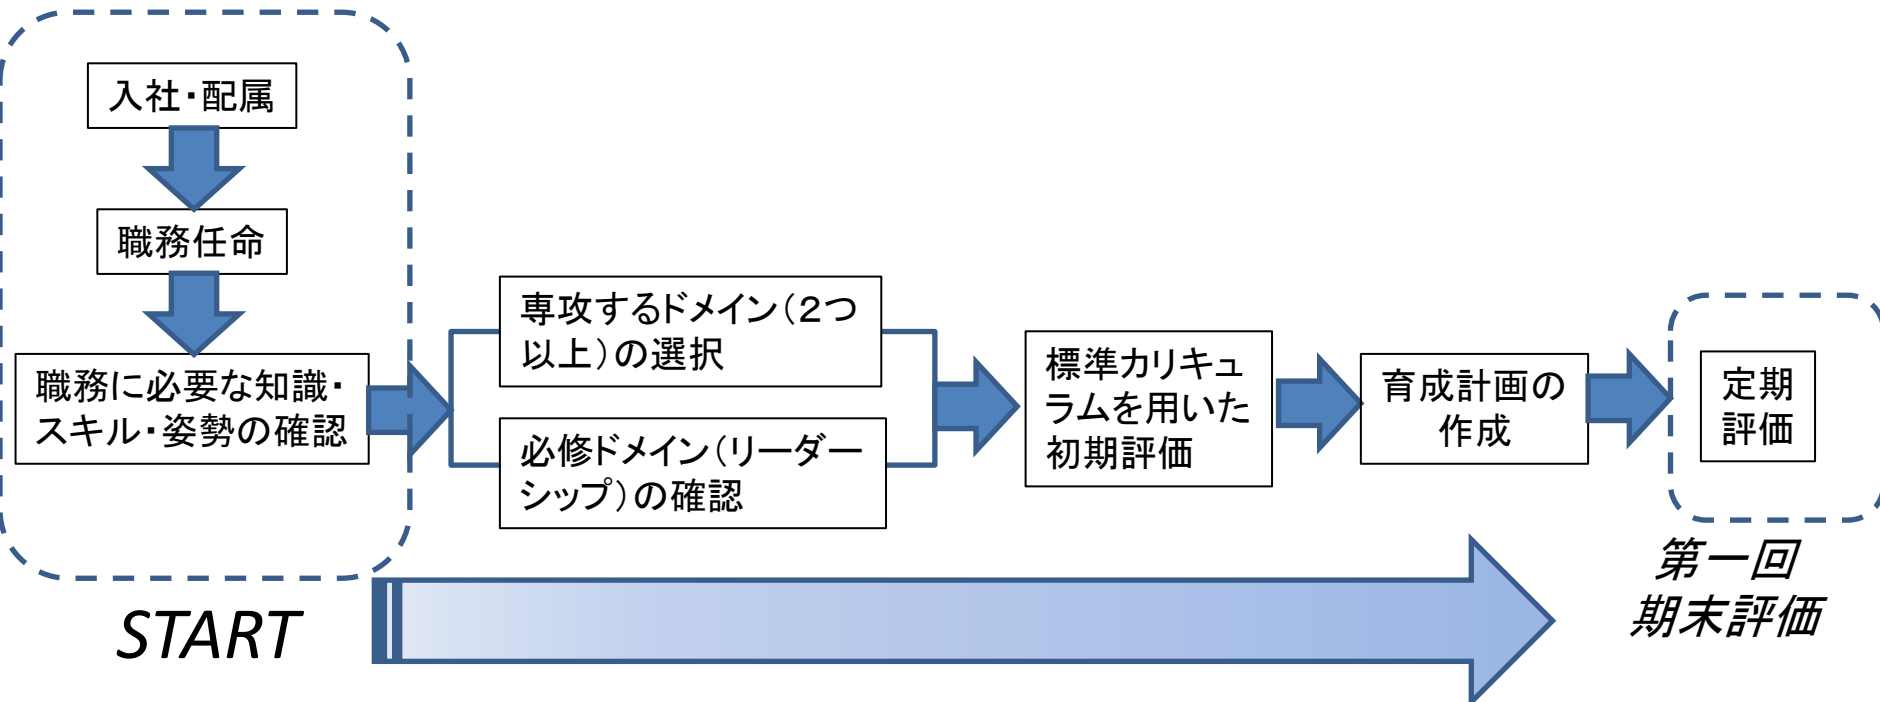 入社・配属
職務任命
職務に必要な知識・
スキル・姿勢の確認
専攻するドメイン（２つ
以上）の選択
必修ドメイン（リーダー
シップ）の確認
標準カリキュ
ラムを用いた
初期評価
育成計画の
作成
定期
評価
START
第一回
期末評価